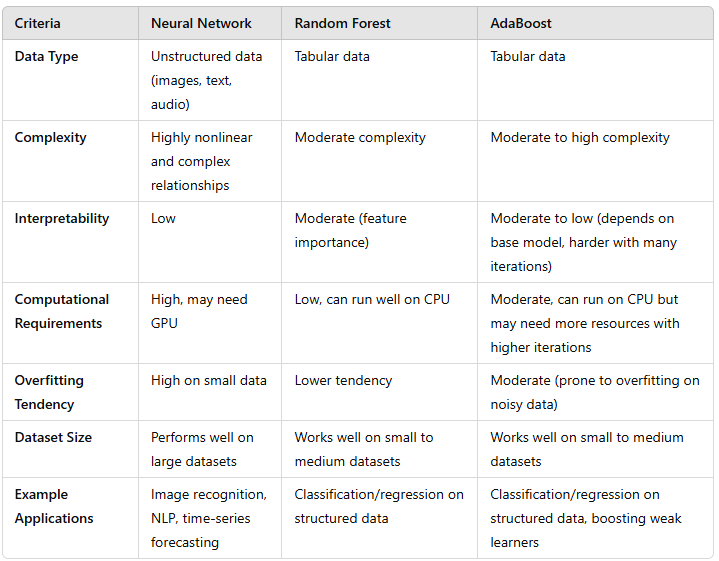 Criteria Neural Network Random Forest AdaBoost
Data Type Unstructured data Tabular data Tabular data
(images, text,
audio)
Complexity Highly nonlinear Moderate complexity Moderate to high complexity
and complex
relationships
Interpretability Low Moderate (feature Moderate to low (depends on
importance) base model, harder with many
iterations)
Computational High, may need Low, can run well on CPU Moderate, can run on CPU but
Requirements GPU may need more resources with
higher iterations
Overfitting High on small data Lower tendency Moderate (prone to overfitting on
Tendency noisy data)
Dataset Size Performs well on Works well on small to Works well on small to medium
large datasets medium datasets datasets
Example Image recognition, Classification/regression on Classification/regression on
Applications NLP, time-series structured data structured data, boosting weak
forecasting learners